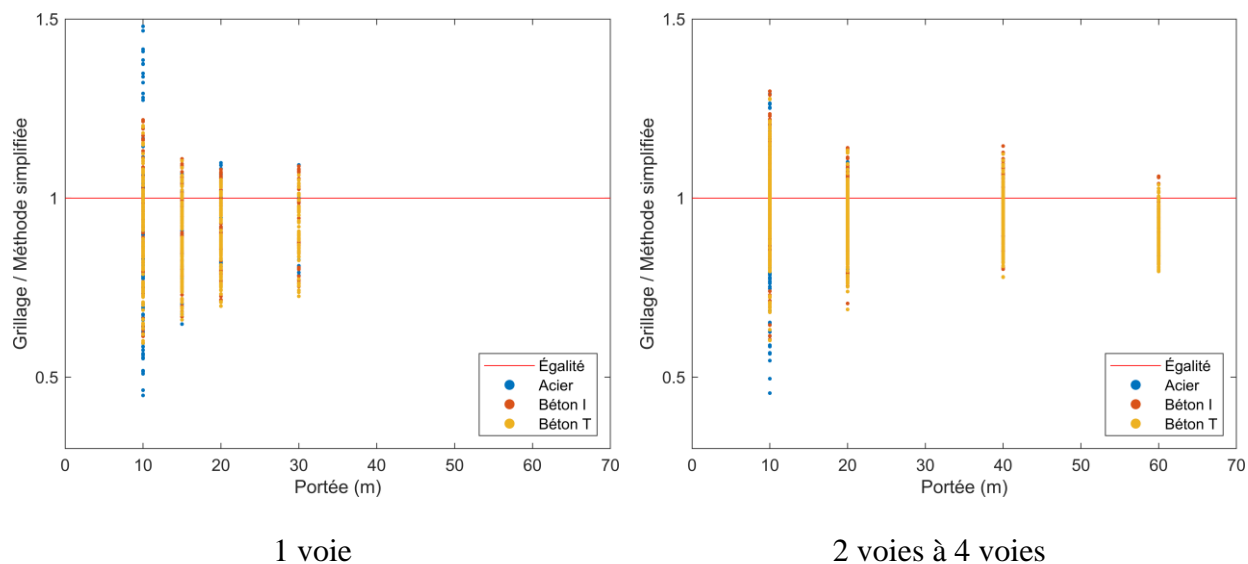 1.5
1
0.5
Grillage / Méthode simplifiée
0 10 20 30 40 50 60 70
Portée (m)
Égalité
Acier
Béton I
Béton T
1 voie
1.5
1
0.5
Grillage / Méthode simplifiée
0 10 20 30 40 50 60 70
Portée (m)
Égalité
Acier
Béton I
Béton T
2 voies à 4 voies